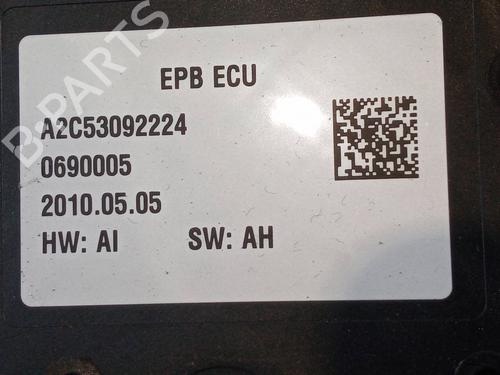 B-PARTS
EPB ECU
A2C53092224
0690005
2010.05.05
HW: AI SW: AH